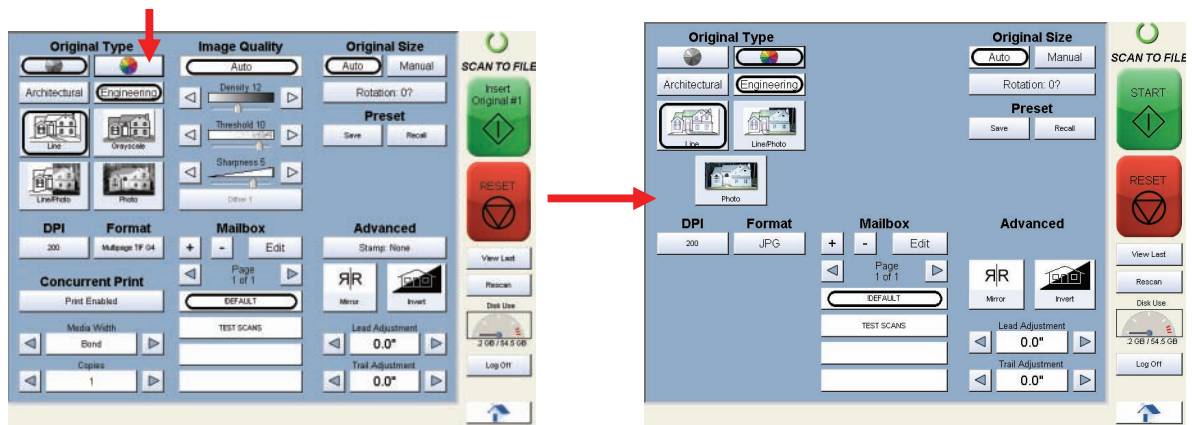 Original Type
Image Quality
Original Size
SCAN TO FILE
Auto
Auto
Manual
Insert
Original #1
Architectural
Engineering
Density 12
Rotation: 0?
Preset
Threshold 10
Save
Recall
Line
Grayscale
Sharpness 5
RESET
Line/Photo
Photo
Dither 1
DPI
Format
Mailbox
Advanced
200
Multipage TIF G4
+
-
Edit
Stamp: None
View Last
Page
1 of 1
ЯR
Concurrent Print
Rescan
Print Enabled
DEFAULT
Mirror
Invert
Disk Use
Media Width
TEST SCANS
Lead Adjustment
Bond
0.0"
.2 GB / 54.5 GB
Copies
Trail Adjustment
Log Off
1
0.0"
Original Type
Original Size
SCAN TO FILE
Auto
Manual
Architectural
Engineering
Rotation: 0?
START
Preset
Save
Recall
Line
Line/Photo
RESET
Photo
DPI
Format
Mailbox
Advanced
200
JPG
+
-
Edit
View Last
Page
1 of 1
ЯR
Rescan
DEFAULT
Mirror
Invert
Disk Use
TEST SCANS
Lead Adjustment
0.0"
.2 GB / 54.5 GB
Trail Adjustment
Log Off
0.0"